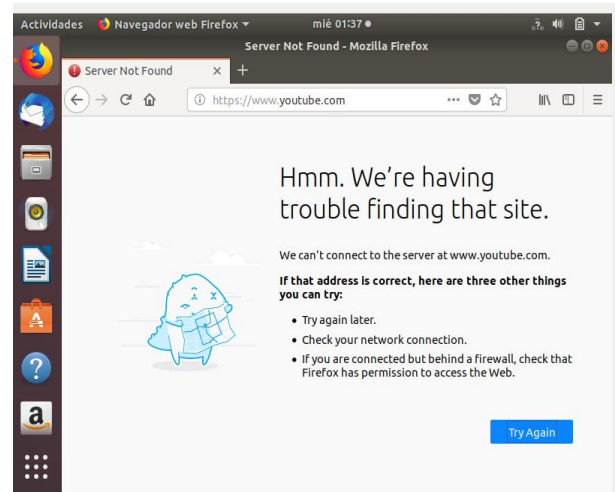 Actividades Navegador web Firefox mié 01:37
Server Not Found - Mozilla Firefox
Server Not Found
https://www.youtube.com
Hmm. We're having
trouble finding that site.
We can't connect to the server at www.youtube.com.
If that address is correct, here are three other things
you can try:
Try again later.
Check your network connection.
If you are connected but behind a firewall, check that
Firefox has permission to access the Web.
Try Again